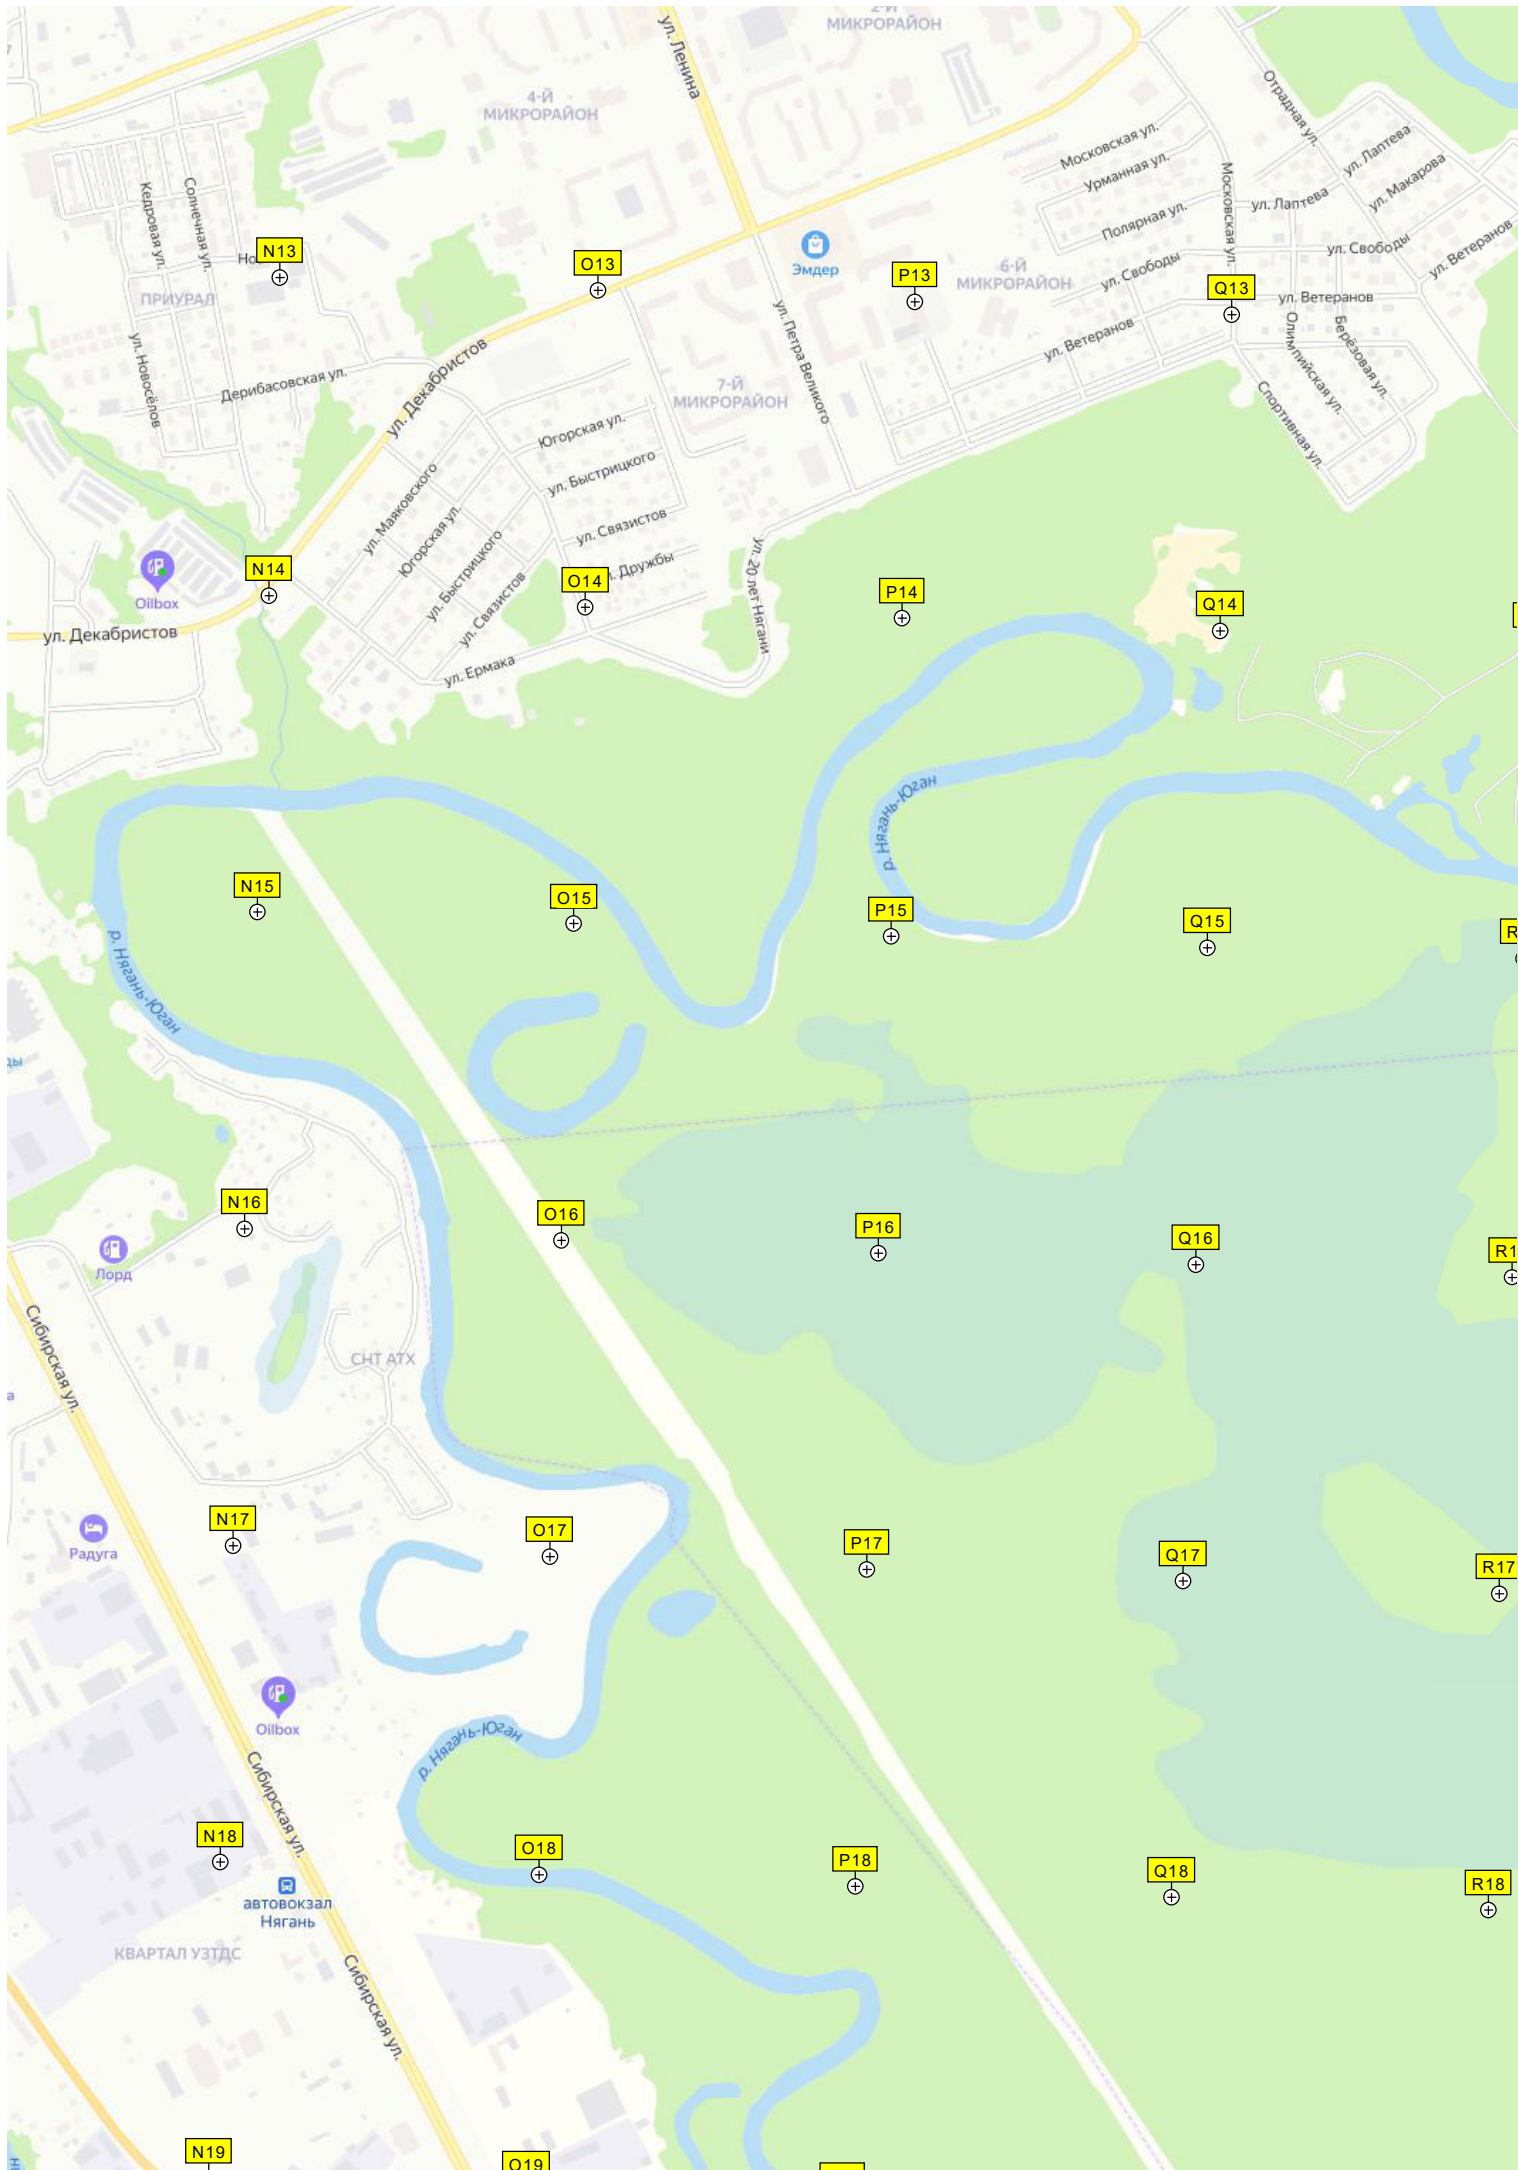 2-Й
МИКРОРАЙОН
ул. Ленина
4-Й
МИКРОРАЙОН
Отрадная ул.
Московская ул.
Урманная ул.
Полярная ул.
ул. Свободы
ул. Ветеранов
Московская ул.
ул. Лаптева
ул. Лаптева
ул. Макарова
ул. Свободы
ул. Ветеранов
ул. Ветеранов
Кедровая ул.
Солнечная ул.
N13
O13
P13
Q13
Эмдер
6-Й
МИКРОРАЙОН
ПРИУРАЛ
ул. Новосёлов
Дерибасовская ул.
ул. Декабристов
ул. Петра Великого
7-Й
МИКРОРАЙОН
Олимпийская ул.
Берёзовая ул.
Спортивная ул.
Югорская ул.
ул. Быстрицкого
ул. Связистов
Дружбы
ул. Маяковского
Югорская ул.
ул. Быстрицкого
ул. Связистов
ул. 20 лет Нягани
ул. Ермака
Oilbox
ул. Декабристов
N14
O14
P14
Q14
р. Нягань-Юган
N15
O15
P15
Q15
R
р. Нягань-Юган
ды
N16
O16
P16
Q16
R1
Лорд
Сибирская ул.
СНТ АТХ
а
N17
O17
P17
Q17
R17
Радуга
Oilbox
р. Нягань-Юган
Сибирская ул.
N18
O18
P18
Q18
R18
автовокзал
Нягань
КВАРТАЛ УЗТДС
Сибирская ул.
N19
O19